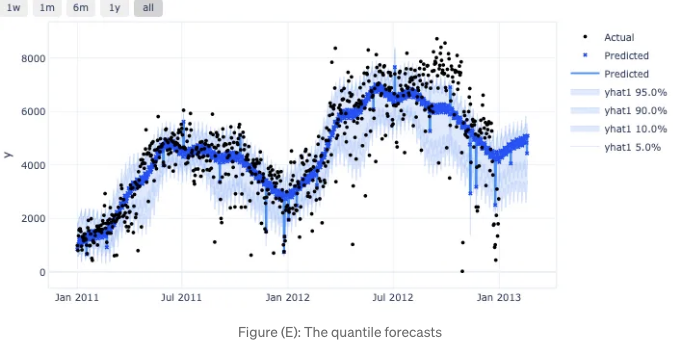 1w 1m 6m 1y all
Actual
Predicted
Predicted
yhat1 95.0%
yhat1 90.0%
yhat1 10.0%
yhat1 5.0%
8000
6000
4000
2000
0
y
Jan 2011 Jul 2011 Jan 2012 Jul 2012 Jan 2013
Figure (E): The quantile forecasts